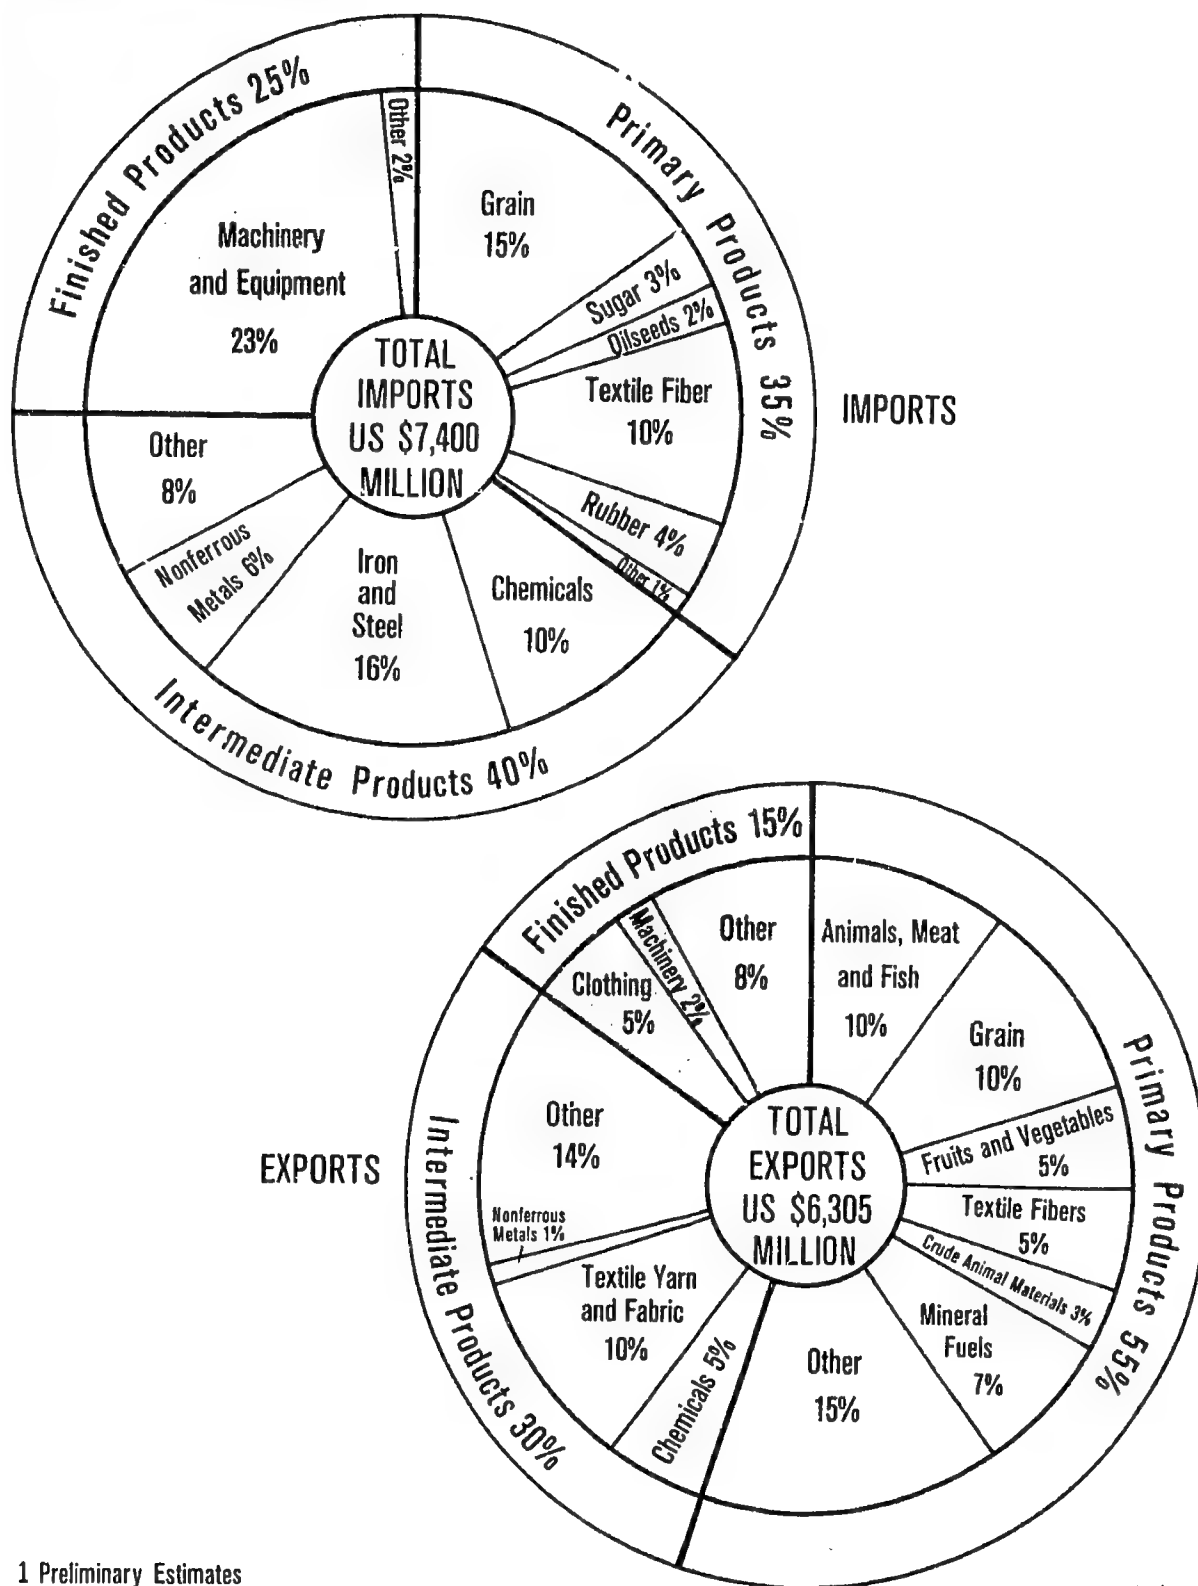 Finished Products 25%
Primary Products 35%
Other 2%
Grain
15%
Machinery
and Equipment
23%
Sugar 3%
Oilseeds 2%
Textile Fiber
10%
TOTAL
IMPORTS
US $7,400
MILLION
IMPORTS
Other
8%
Rubber 4%
Other 1%
Nonferrous
Metals 6%
Iron
and
Steel
16%
Chemicals
10%
Intermediate Products 40%
Finished Products 15%
Other
8%
Machinery 2%
Clothing
5%
Animals, Meat
and Fish
10%
Grain
10%
Primary Products 55%
Fruits and Vegetables
5%
TOTAL
EXPORTS
US $6,305
MILLION
EXPORTS
Other
14%
Intermediate Products 30%
Nonferrous
Metals 1%
Textile Fibers
5%
Crude Animal Materials 3%
Textile Yarn
and Fabric
10%
Mineral
Fuels
7%
Chemicals 5%
Other
15%
1 Preliminary Estimates